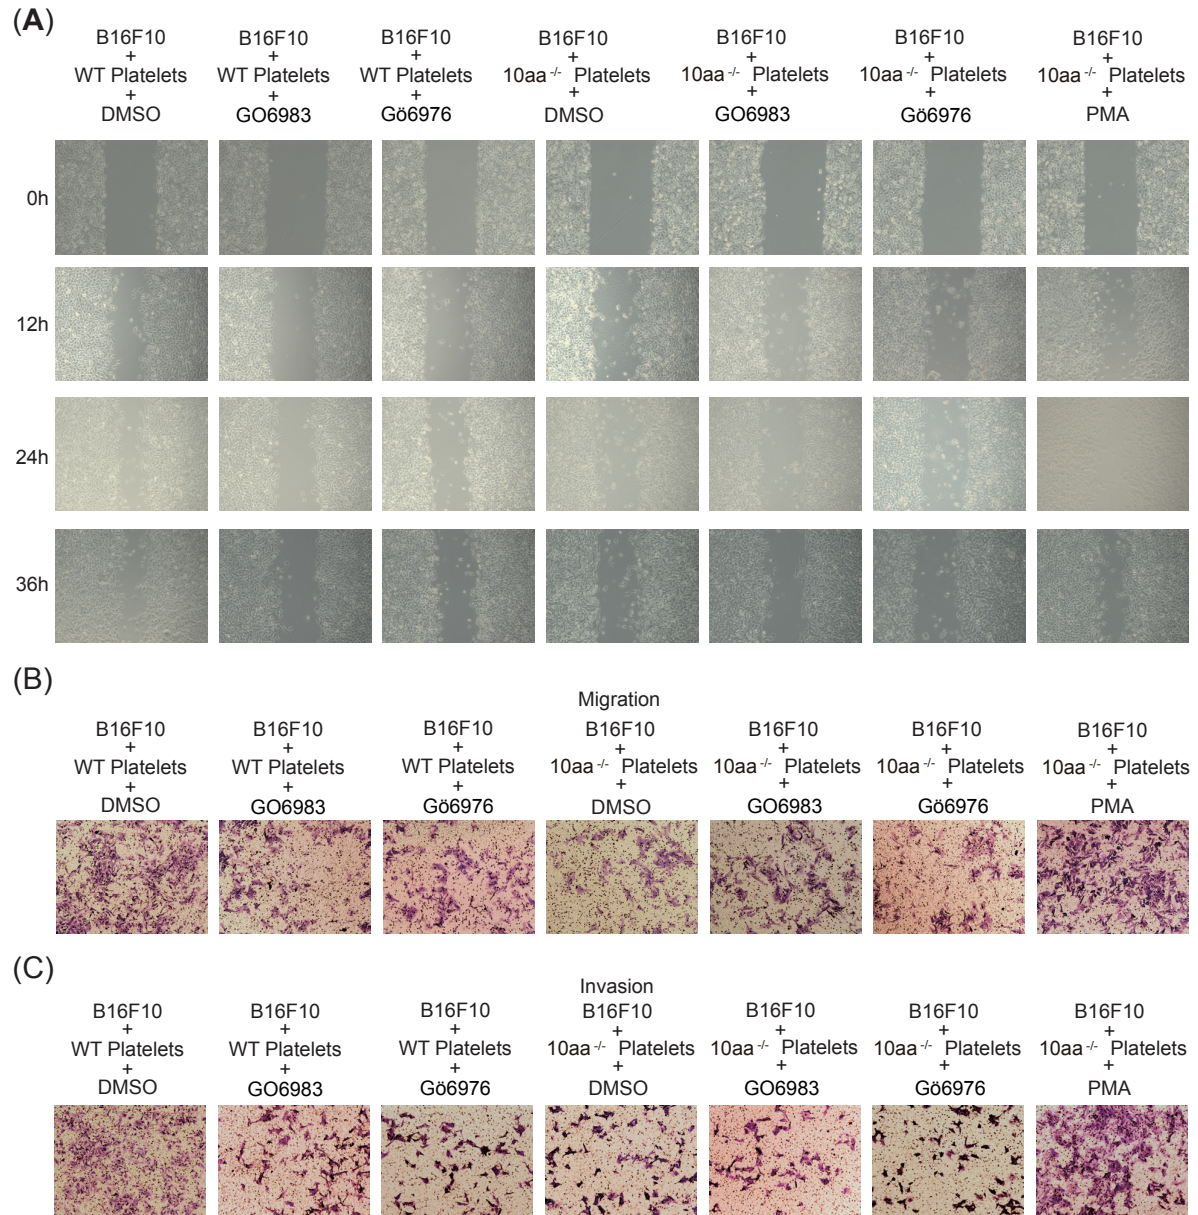 (A)
B16F10
+
WT Platelets
+
DMSO
B16F10
+
WT Platelets
+
GO6983
B16F10
+
WT Platelets
+
Gö6976
B16F10
+
10aa-/- Platelets
+
DMSO
B16F10
+
10aa-/- Platelets
+
GO6983
B16F10
+
10aa-/- Platelets
+
Gö6976
B16F10
+
10aa-/- Platelets
+
PMA
0h
12h
24h
36h
(B)
Migration
B16F10
+
WT Platelets
+
DMSO
B16F10
+
WT Platelets
+
GO6983
B16F10
+
WT Platelets
+
Gö6976
B16F10
+
10aa-/- Platelets
+
DMSO
B16F10
+
10aa-/- Platelets
+
GO6983
B16F10
+
10aa-/- Platelets
+
Gö6976
B16F10
+
10aa-/- Platelets
+
PMA
(C)
Invasion
B16F10
+
WT Platelets
+
DMSO
B16F10
+
WT Platelets
+
GO6983
B16F10
+
WT Platelets
+
Gö6976
B16F10
+
10aa-/- Platelets
+
DMSO
B16F10
+
10aa-/- Platelets
+
GO6983
B16F10
+
10aa-/- Platelets
+
Gö6976
B16F10
+
10aa-/- Platelets
+
PMA